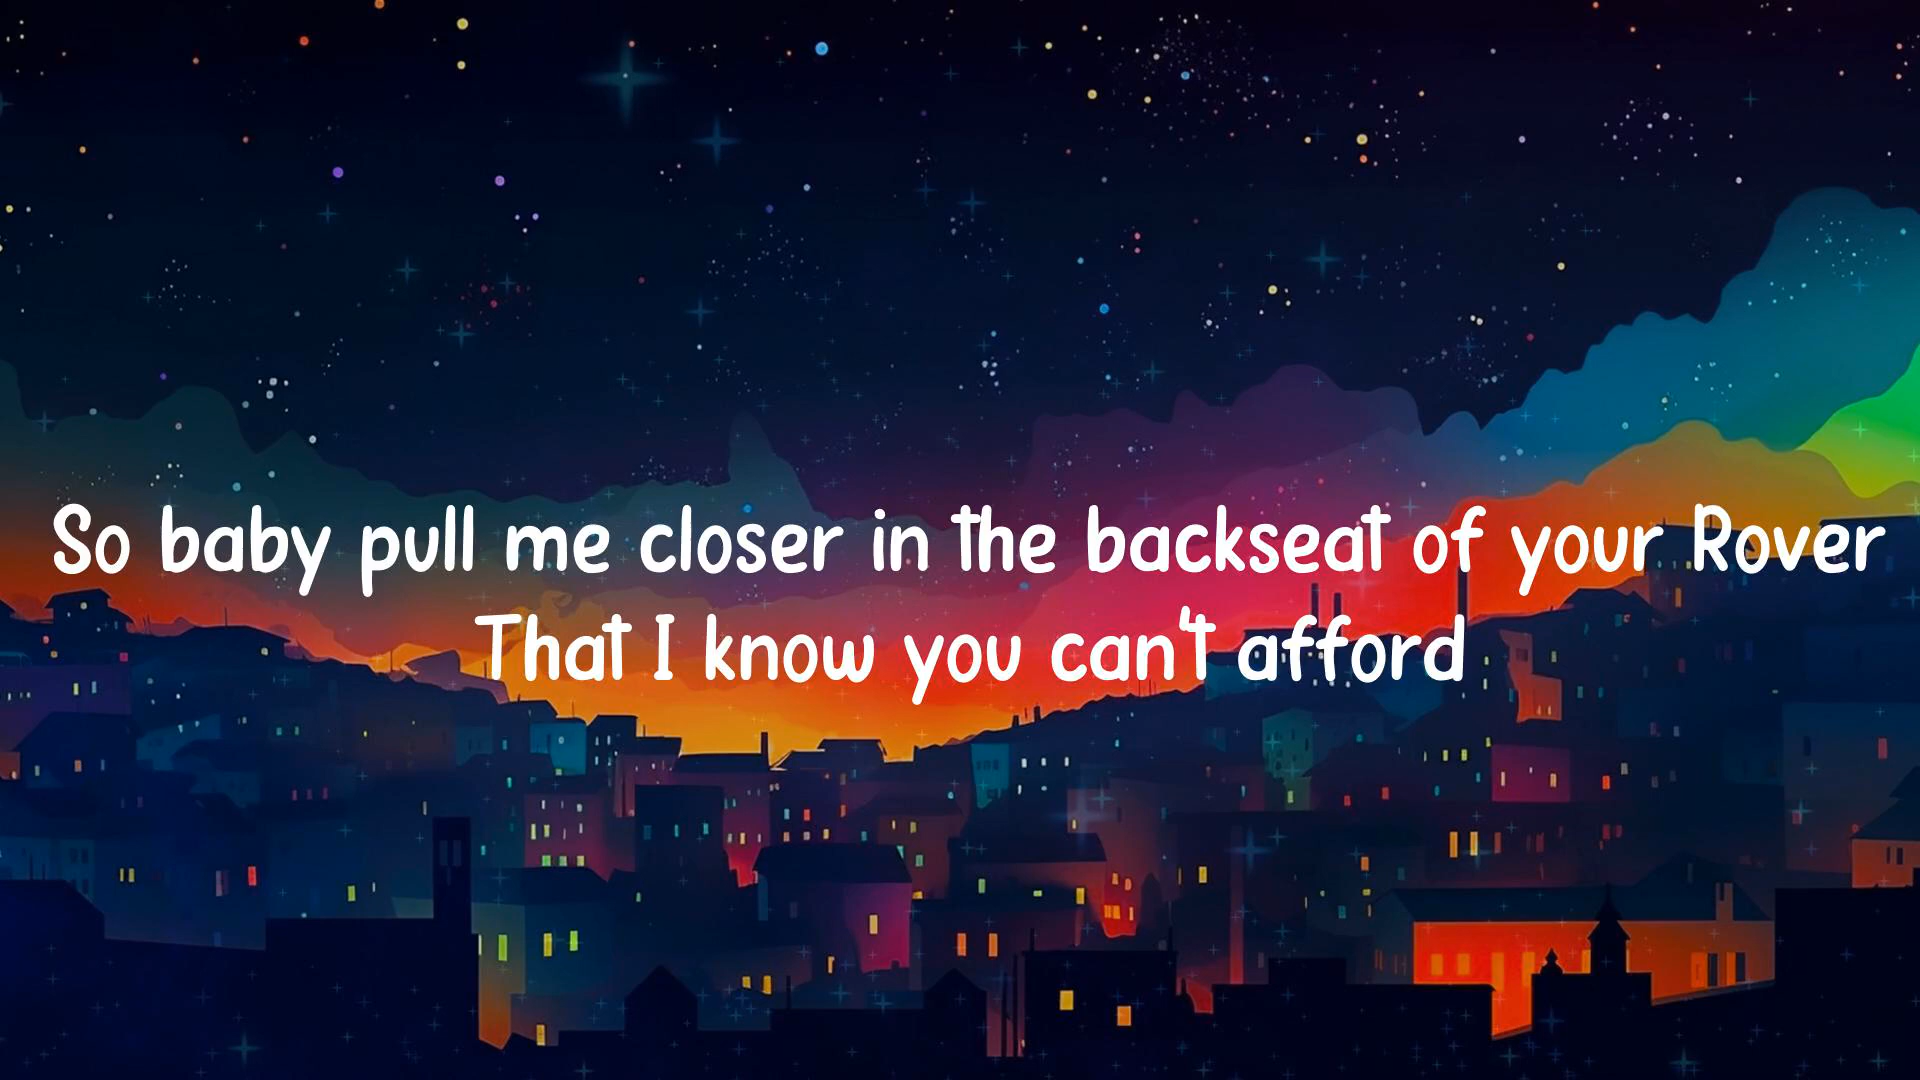 So baby pull me closer in the backseat of your Rover
That I know you can't afford